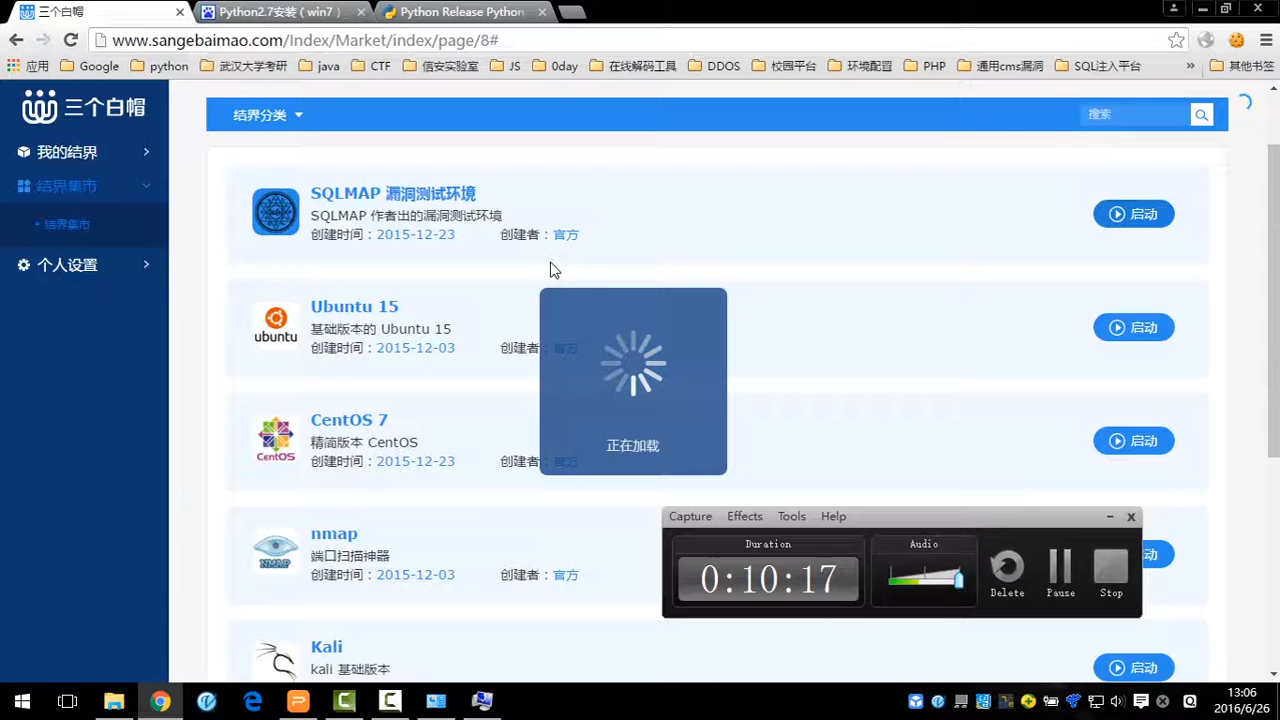 三个白帽
Python2.7安装（win7）
Python Release Python
www.sangebaimao.com/Index/Market/index/page/8#
应用 Google python 武汉大学考研 java CTF 信安实验室 JS 0day 在线解码工具 DDOS 校园平台 环境配置 PHP 通用cms漏洞 SQL注入平台 » 其他书签
三个白帽
我的结界
结界集市
结界集市
个人设置
结界分类
搜索
SQLMAP 漏洞测试环境
SQLMAP 作者出的漏洞测试环境
创建时间：2015-12-23 创建者：官方
启动
Ubuntu 15
ubuntu
基础版本的 Ubuntu 15
创建时间：2015-12-03 创建者：官方
启动
CentOS 7
CentOS
精简版本 CentOS
创建时间：2015-12-23 创建者：官方
启动
正在加载
nmap
NMAP
端口扫描神器
创建时间：2015-12-03 创建者：官方
动
Kali
kali 基础版本
启动
Capture Effects Tools Help
Duration
0:10:17
Audio
Delete
Pause
Stop
13:06
2016/6/26